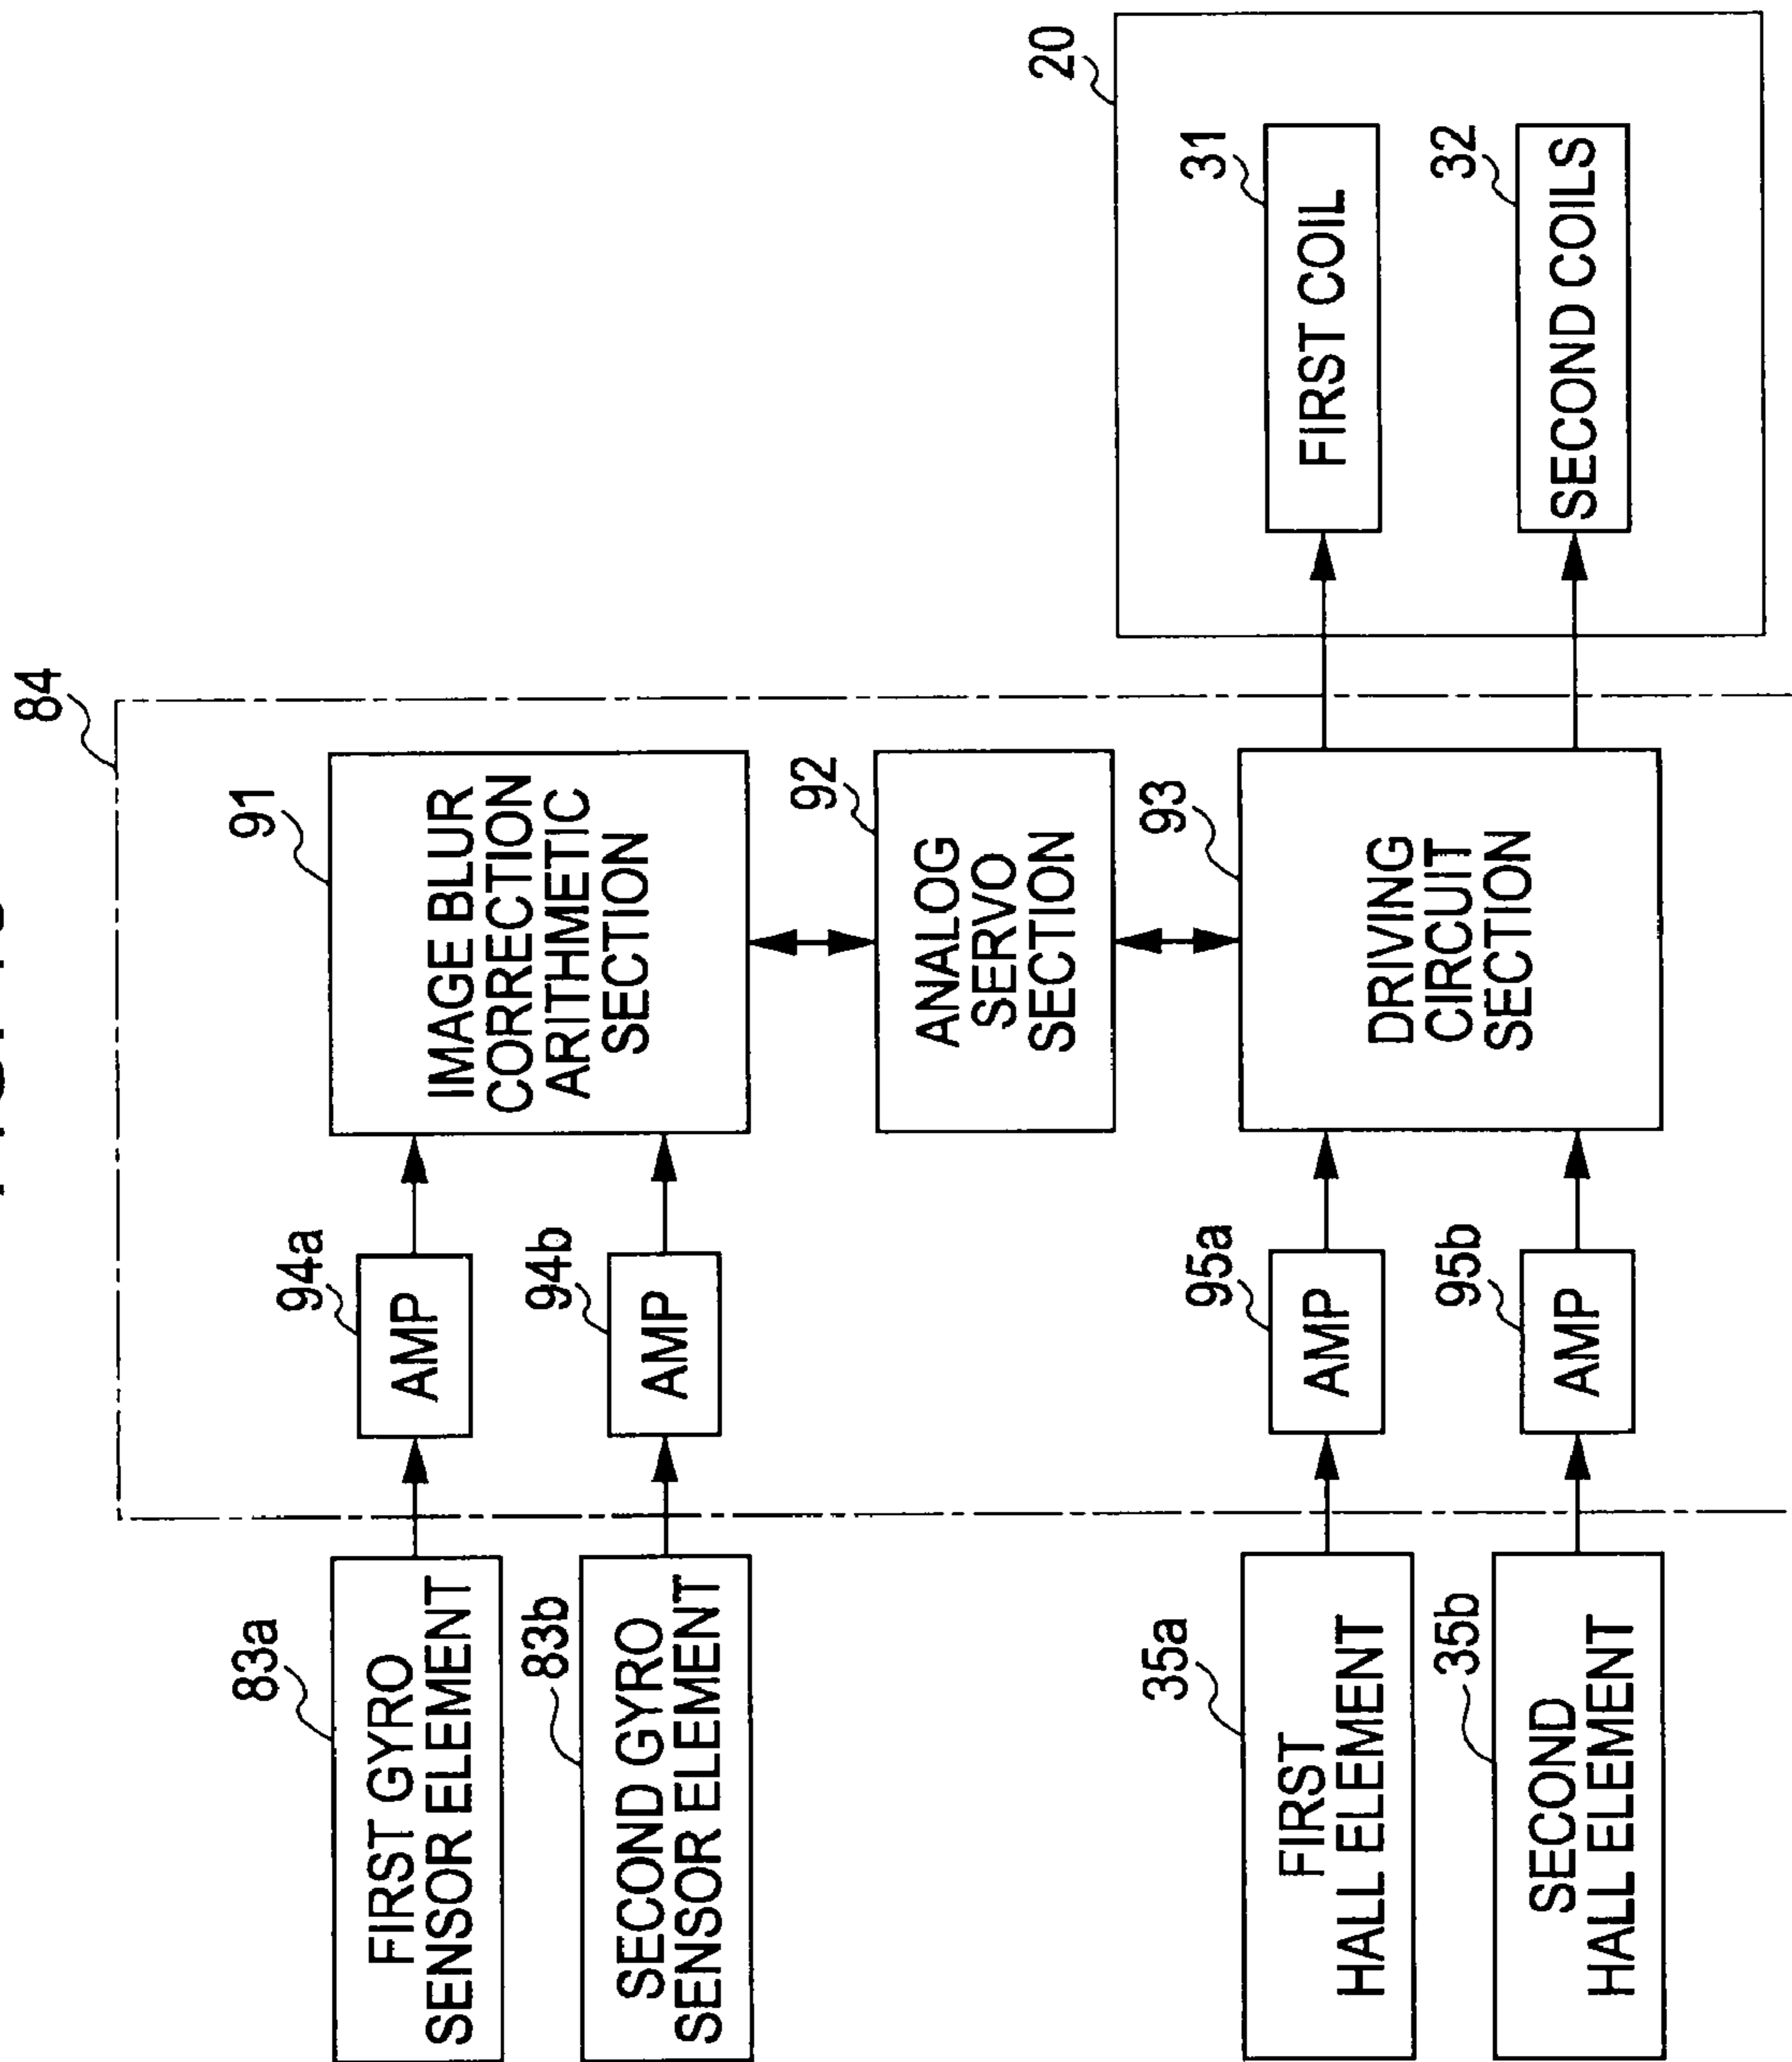 84
83a
FIRST GYRO
SENSOR ELEMENT
94a
AMP
91
IMAGE BLUR
CORRECTION
ARITHMETIC
SECTION
83b
SECOND GYRO
SENSOR ELEMENT
94b
AMP
92
ANALOG
SERVO
SECTION
20
35a
FIRST
HALL ELEMENT
95a
AMP
93
DRIVING
CIRCUIT
SECTION
31
FIRST COIL
35b
SECOND
HALL ELEMENT
95b
AMP
32
SECOND COILS